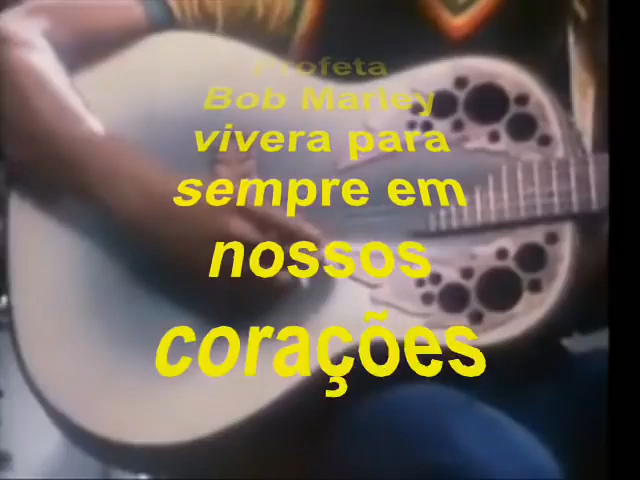 Profeta
Bob Marley
vivera para
sempre em
nossos
corações